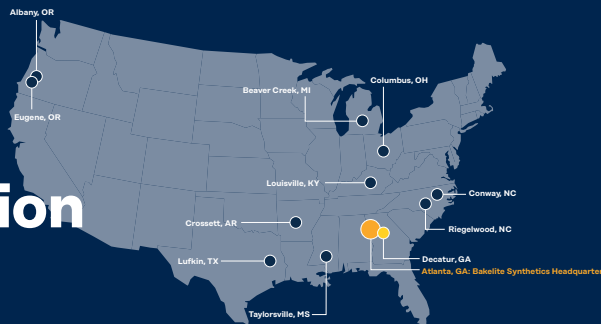 Albany, OR
Columbus, OH
Beaver Creek, MI
Eugene, OR
Louisville, KY
Conway, NC
ion
Crossett, AR
Riegelwood, NC
Lufkin, TX
Decatur, GA
Atlanta, GA: Bakelite Synthetics Headquarter
Taylorsville, MS